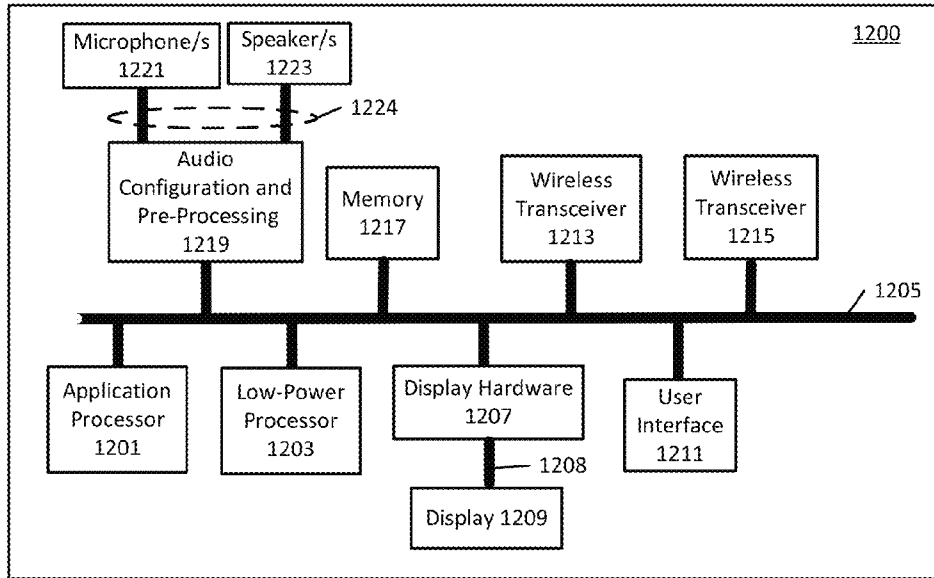 1200
Microphone/s
1221
Speaker/s
1223
1224
Audio
Configuration and
Pre-Processing
1219
Memory
1217
Wireless
Transceiver
1213
Wireless
Transceiver
1215
1205
Application
Processor
1201
Low-Power
Processor
1203
Display Hardware
1207
User
Interface
1211
1208
Display 1209